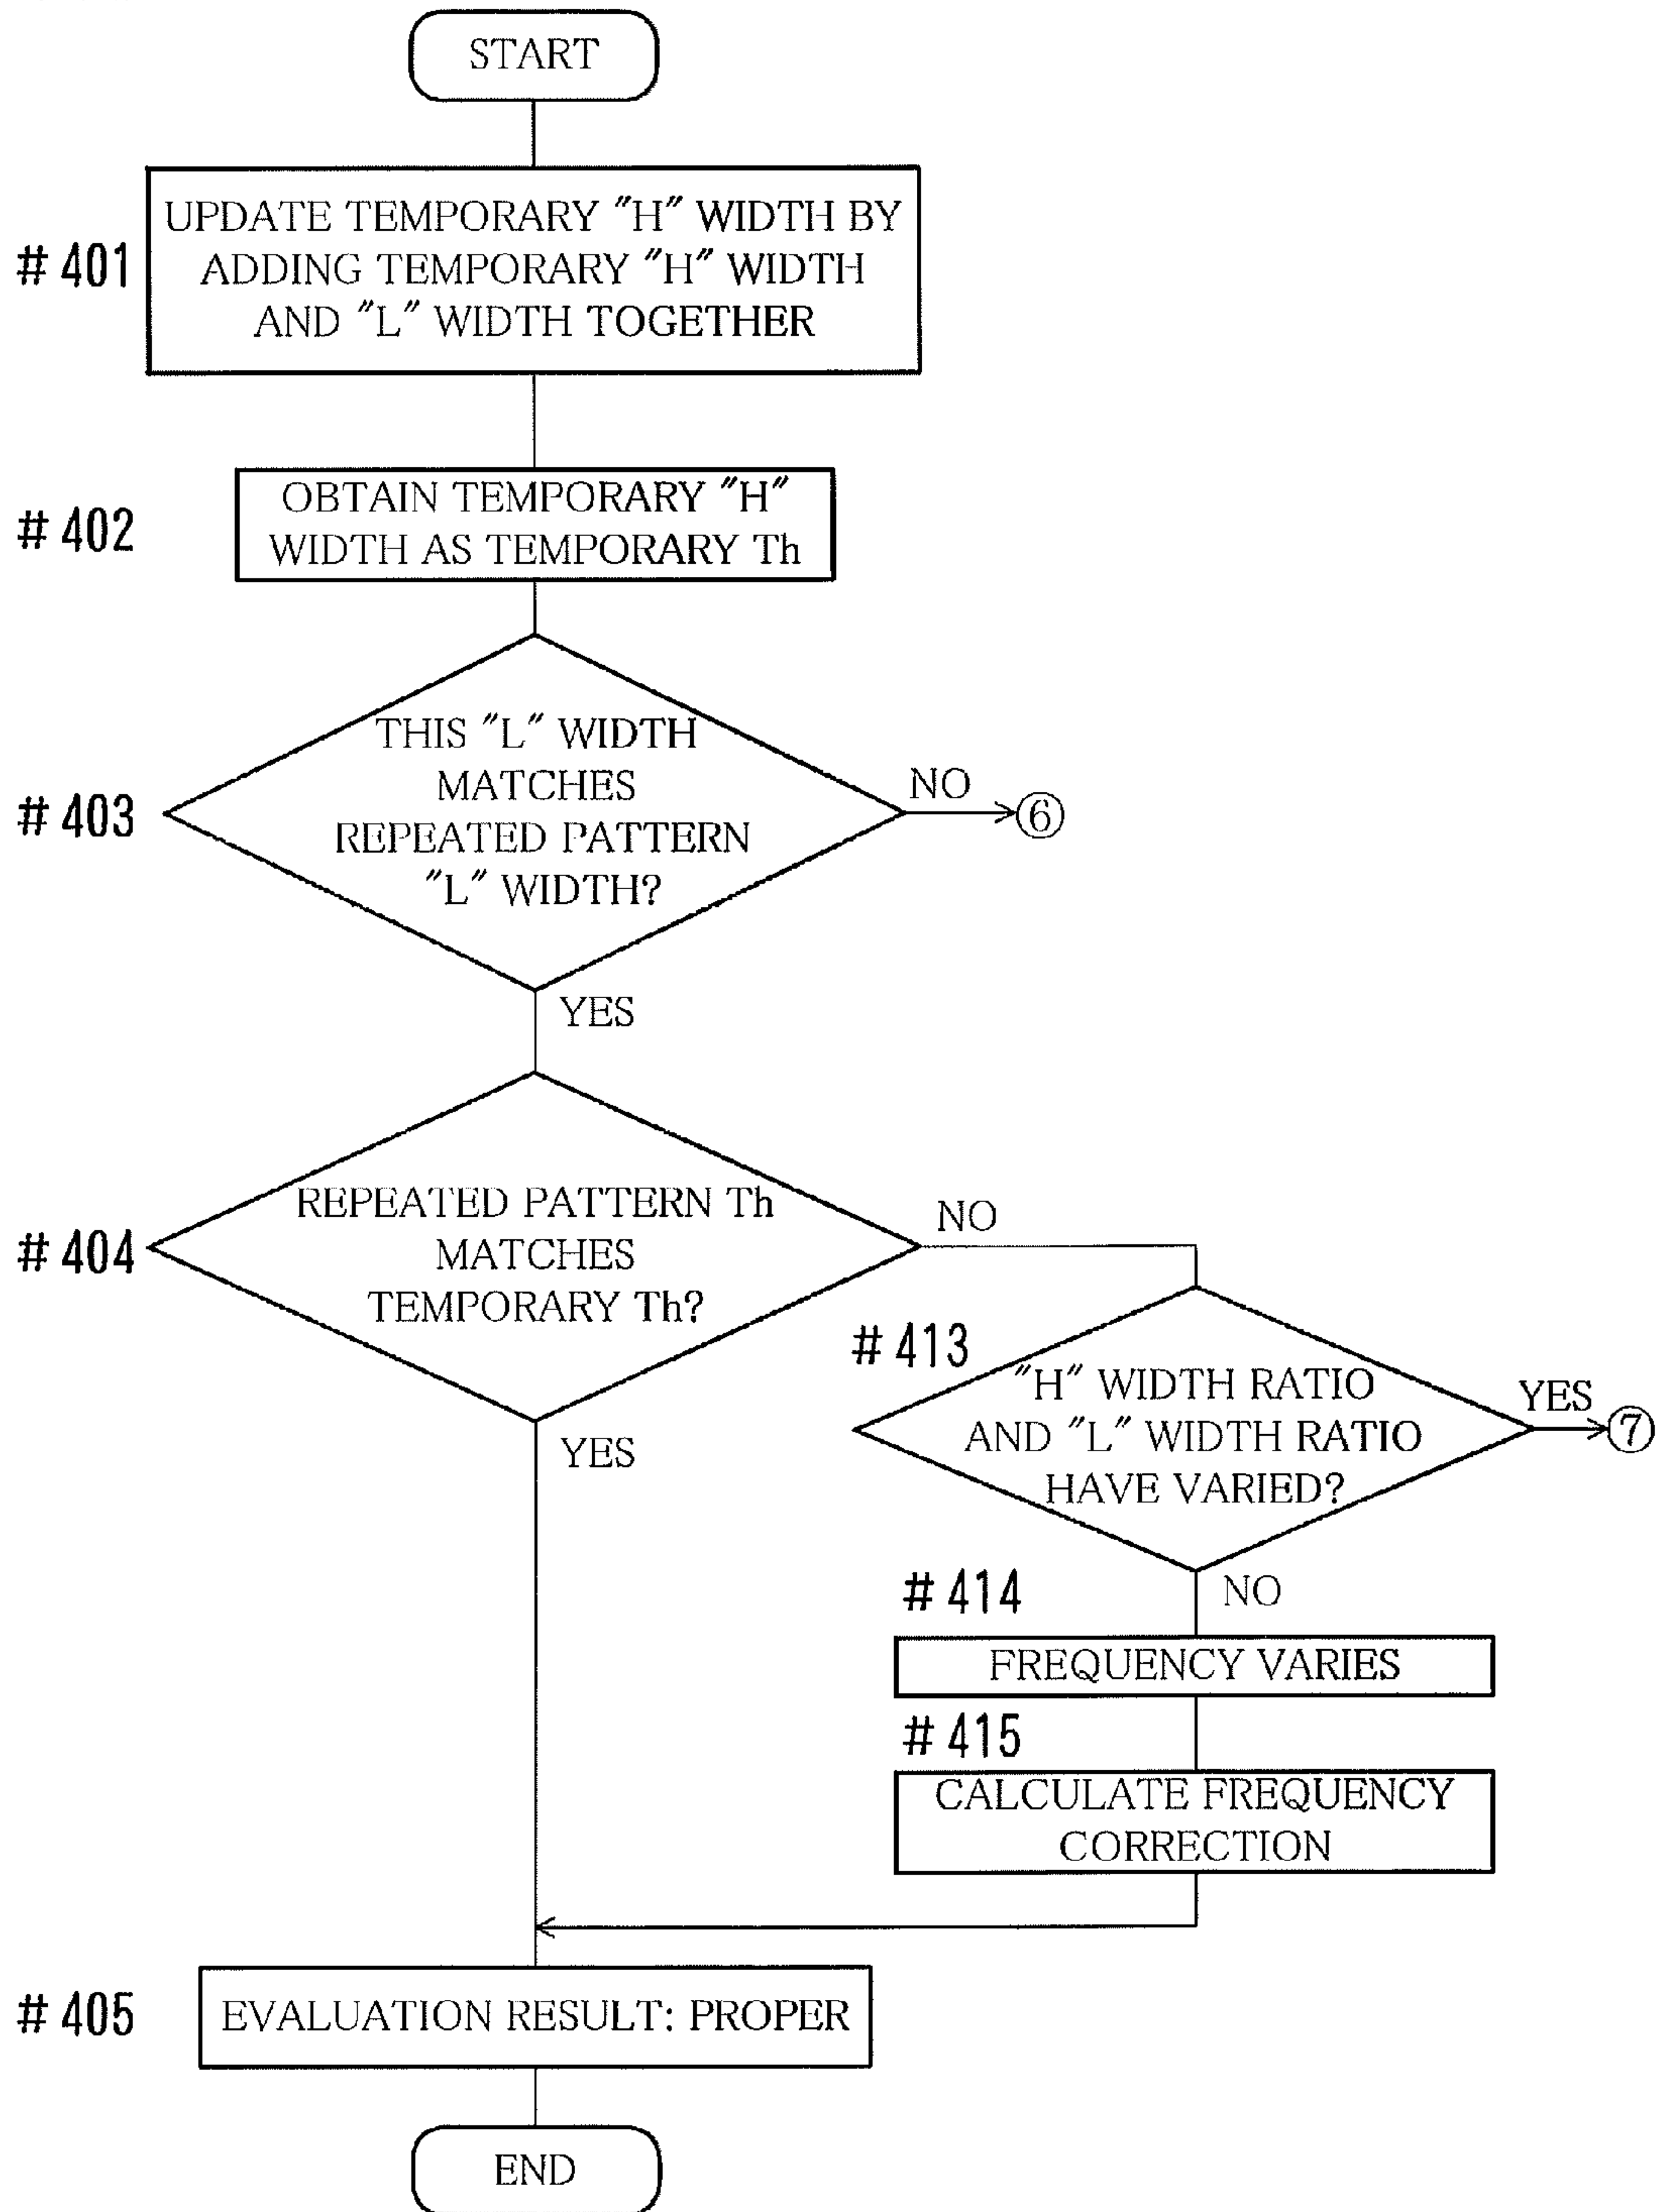 START
# 401
UPDATE TEMPORARY "H" WIDTH BY
ADDING TEMPORARY "H" WIDTH
AND "L" WIDTH TOGETHER
# 402
OBTAIN TEMPORARY "H"
WIDTH AS TEMPORARY Th
# 403
THIS "L" WIDTH
MATCHES
REPEATED PATTERN
"L" WIDTH?
NO
⑥
YES
# 404
REPEATED PATTERN Th
MATCHES
TEMPORARY Th?
NO
YES
# 413
"H" WIDTH RATIO
AND "L" WIDTH RATIO
HAVE VARIED?
YES
⑦
NO
# 414
FREQUENCY VARIES
# 415
CALCULATE FREQUENCY
CORRECTION
# 405
EVALUATION RESULT: PROPER
END